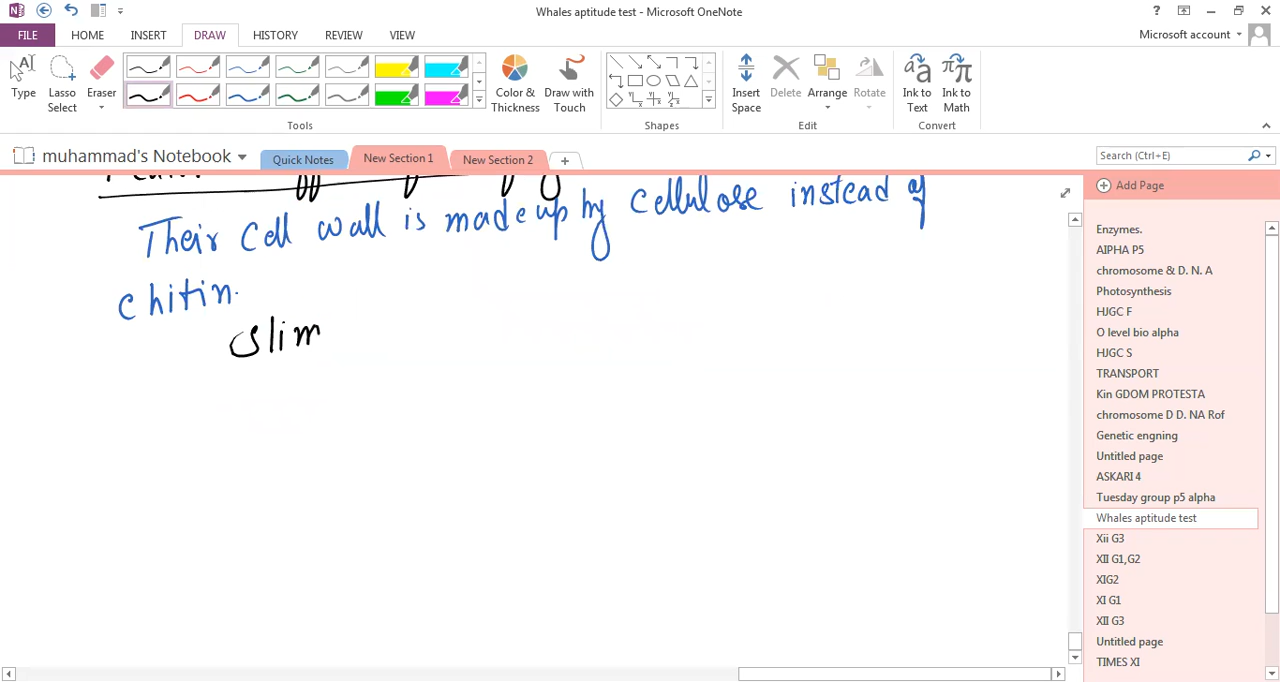 Whales aptitude test - Microsoft OneNote
FILE HOME INSERT DRAW HISTORY REVIEW VIEW
Microsoft account
Type
Lasso Select
Eraser
Color & Thickness
Draw with Touch
Insert Space
Delete
Arrange
Rotate
Ink to Text
Ink to Math
Tools
Shapes
Edit
Convert
muhammad's Notebook
Quick Notes
New Section 1
New Section 2
Search (Ctrl+E)
Add Page
Their Cell wall is made up by Cellulose instead of
chitin.
Slim
Enzymes.
AIPHA P5
chromosome & D. N. A
Photosynthesis
HJGC F
O level bio alpha
HJGC S
TRANSPORT
Kin GDOM PROTESTA
chromosome D D. NA Rof
Genetic engning
Untitled page
ASKARI 4
Tuesday group p5 alpha
Whales aptitude test
Xii G3
XII G1,G2
XIG2
XI G1
XII G3
Untitled page
TIMES XI